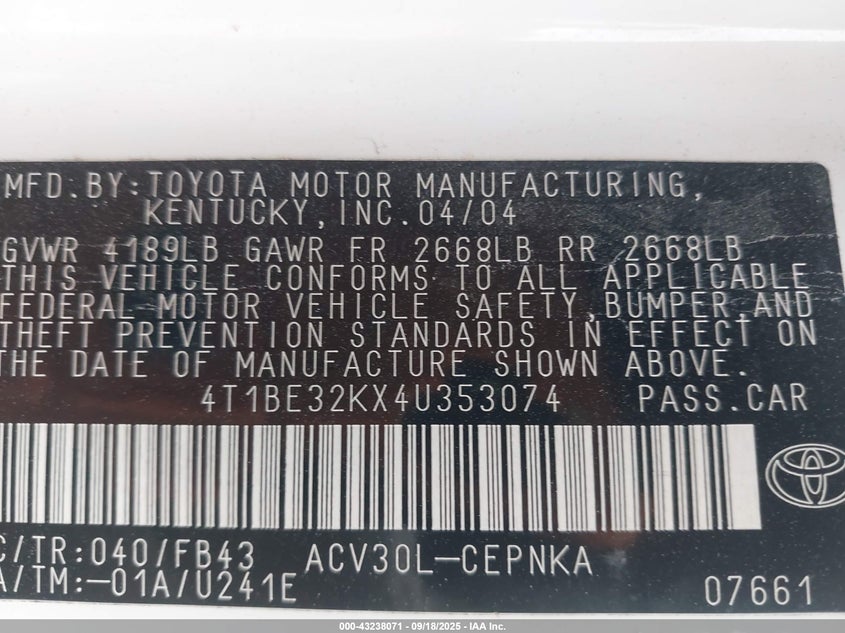 MFD.BY:TOYOTA MOTOR MANUFACTURING,
KENTUCKY,INC.04/04
GVWR 4189LB GAWR FR 2668LB RR 2668LB
THIS VEHICLE CONFORMS TO ALL APPLICABLE
FEDERAL MOTOR VEHICLE SAFETY,BUMPER,AND
THEFT PREVENTION STANDARDS IN EFFECT ON
THE DATE OF MANUFACTURE SHOWN ABOVE.
4T1BE32KX4U353074 PASS.CAR
C/TR:040/FB43 ACV30L-CEPNKA
A/TM:-01A/U241E 07661
000-43238071 - 09/18/2025 - IAA Inc.